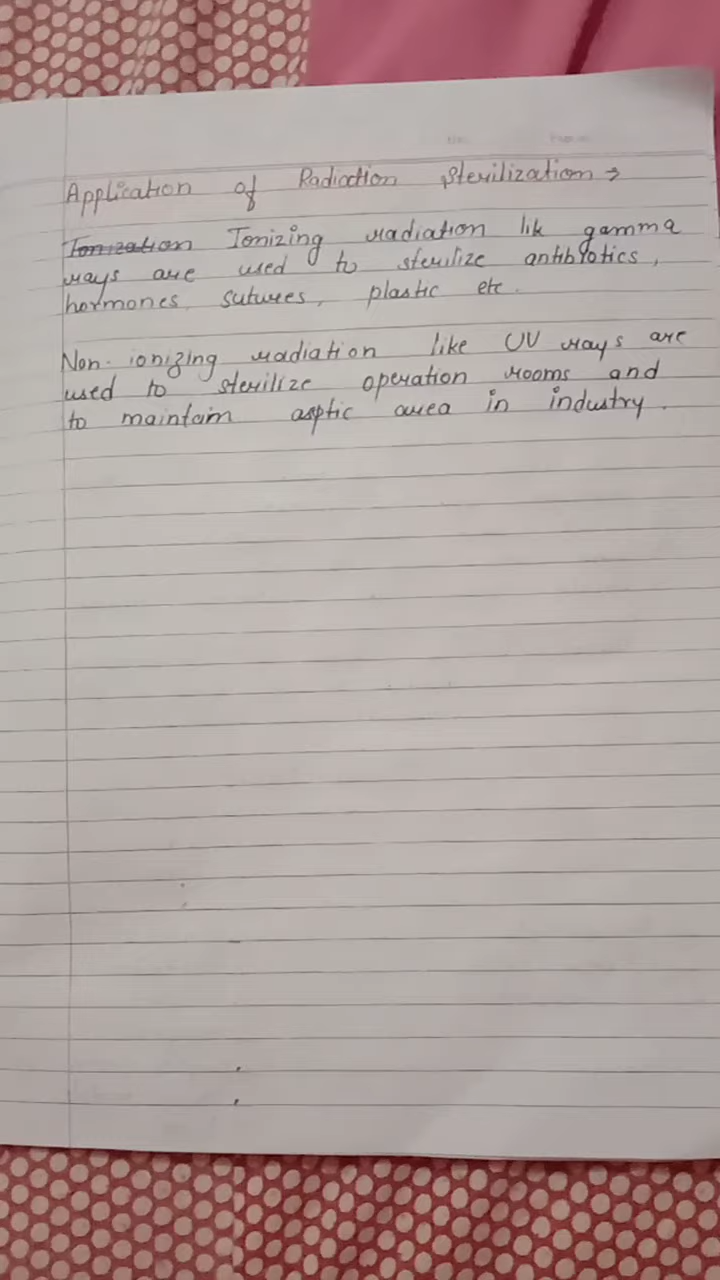 Application of Radiation Sterilization →
Ionization Ionizing radiation lik gamma
rays are used to sterilize antibiotics,
hormones, sutures, plastic etc.
Non-ionizing radiation like UV rays are
used to sterilize operation rooms and
to maintain asptic area in industry.